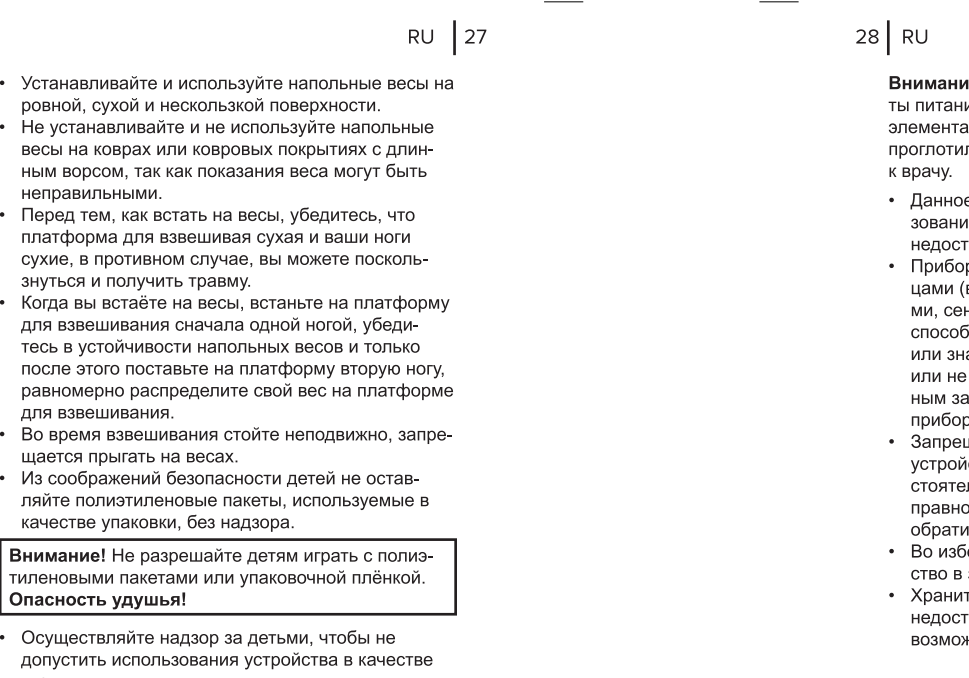 RU | 27
• Устанавливайте и используйте напольные весы на
ровной, сухой и нескользкой поверхности.
• Не устанавливайте и не используйте напольные
весы на коврах или ковровых покрытиях с длин-
ным ворсом, так как показания веса могут быть
неправильными.
• Перед тем, как встать на весы, убедитесь, что
платформа для взвешивая сухая и ваши ноги
сухие, в противном случае, вы можете посколь-
знуться и получить травму.
• Когда вы встаёте на весы, встаньте на платформу
для взвешивания сначала одной ногой, убеди-
тесь в устойчивости напольных весов и только
после этого поставьте на платформу вторую ногу,
равномерно распределите свой вес на платформе
для взвешивания.
• Во время взвешивания стойте неподвижно, запре-
щается прыгать на весах.
• Из соображений безопасности детей не остав-
ляйте полиэтиленовые пакеты, используемые в
качестве упаковки, без надзора.
Внимание! Не разрешайте детям играть с полиэ-
тиленовыми пакетами или упаковочной плёнкой.
Опасность удушья!
• Осуществляйте надзор за детьми, чтобы не
допустить использования устройства в качестве
28 | RU
Внимани
ты питани
элемента
проглотил
к врачу.
• Данное
зовани
недост
• Прибор
цами (в
ми, сен
способ
или зна
или не
ным за
прибор
• Запрещ
устрой
стоятел
правно
обрати
• Во избе
ство в
• Хранит
недост
возмож